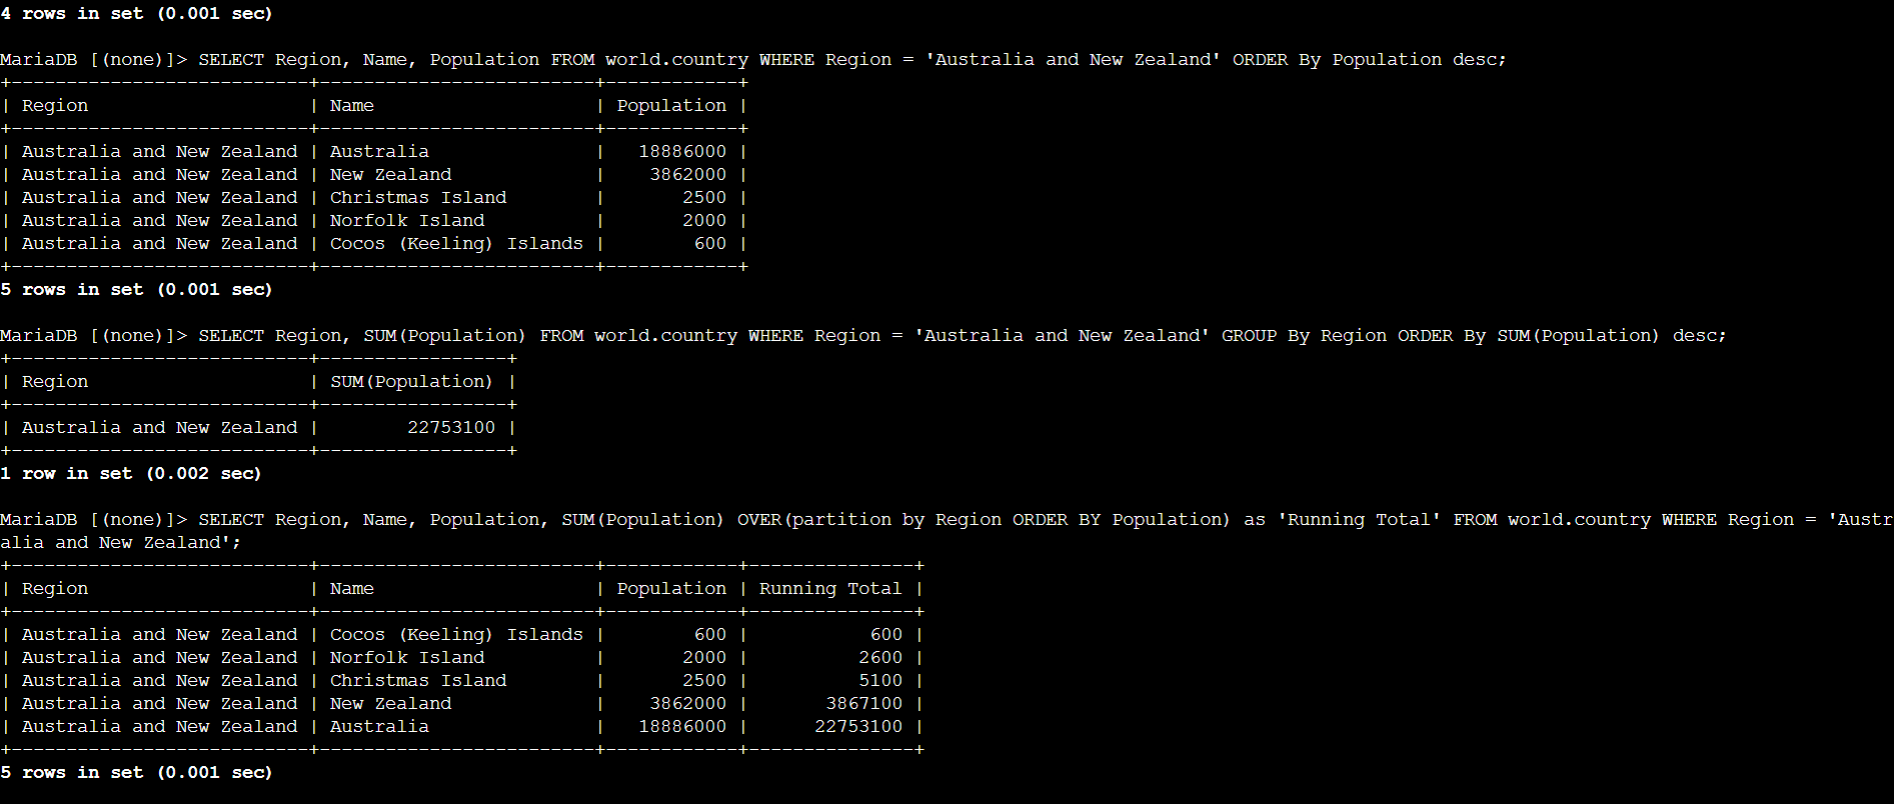 4 rows in set (0.001 sec)
MariaDB [(none)]> SELECT Region, Name, Population FROM world.country WHERE Region = 'Australia and New Zealand' ORDER By Population desc;
+---------------------------+-------------------------+------------+
| Region                    | Name                    | Population |
+---------------------------+-------------------------+------------+
| Australia and New Zealand | Australia               |   18886000 |
| Australia and New Zealand | New Zealand             |    3862000 |
| Australia and New Zealand | Christmas Island        |       2500 |
| Australia and New Zealand | Norfolk Island          |       2000 |
| Australia and New Zealand | Cocos (Keeling) Islands |        600 |
+---------------------------+-------------------------+------------+
5 rows in set (0.001 sec)
MariaDB [(none)]> SELECT Region, SUM(Population) FROM world.country WHERE Region = 'Australia and New Zealand' GROUP By Region ORDER By SUM(Population) desc;
+---------------------------+-----------------+
| Region                    | SUM(Population) |
+---------------------------+-----------------+
| Australia and New Zealand |        22753100 |
+---------------------------+-----------------+
1 row in set (0.002 sec)
MariaDB [(none)]> SELECT Region, Name, Population, SUM(Population) OVER(partition by Region ORDER BY Population) as 'Running Total' FROM world.country WHERE Region = 'Austr
alia and New Zealand';
+---------------------------+-------------------------+------------+---------------+
| Region                    | Name                    | Population | Running Total |
+---------------------------+-------------------------+------------+---------------+
| Australia and New Zealand | Cocos (Keeling) Islands |        600 |           600 |
| Australia and New Zealand | Norfolk Island          |       2000 |          2600 |
| Australia and New Zealand | Christmas Island        |       2500 |          5100 |
| Australia and New Zealand | New Zealand             |    3862000 |       3867100 |
| Australia and New Zealand | Australia               |   18886000 |      22753100 |
+---------------------------+-------------------------+------------+---------------+
5 rows in set (0.001 sec)